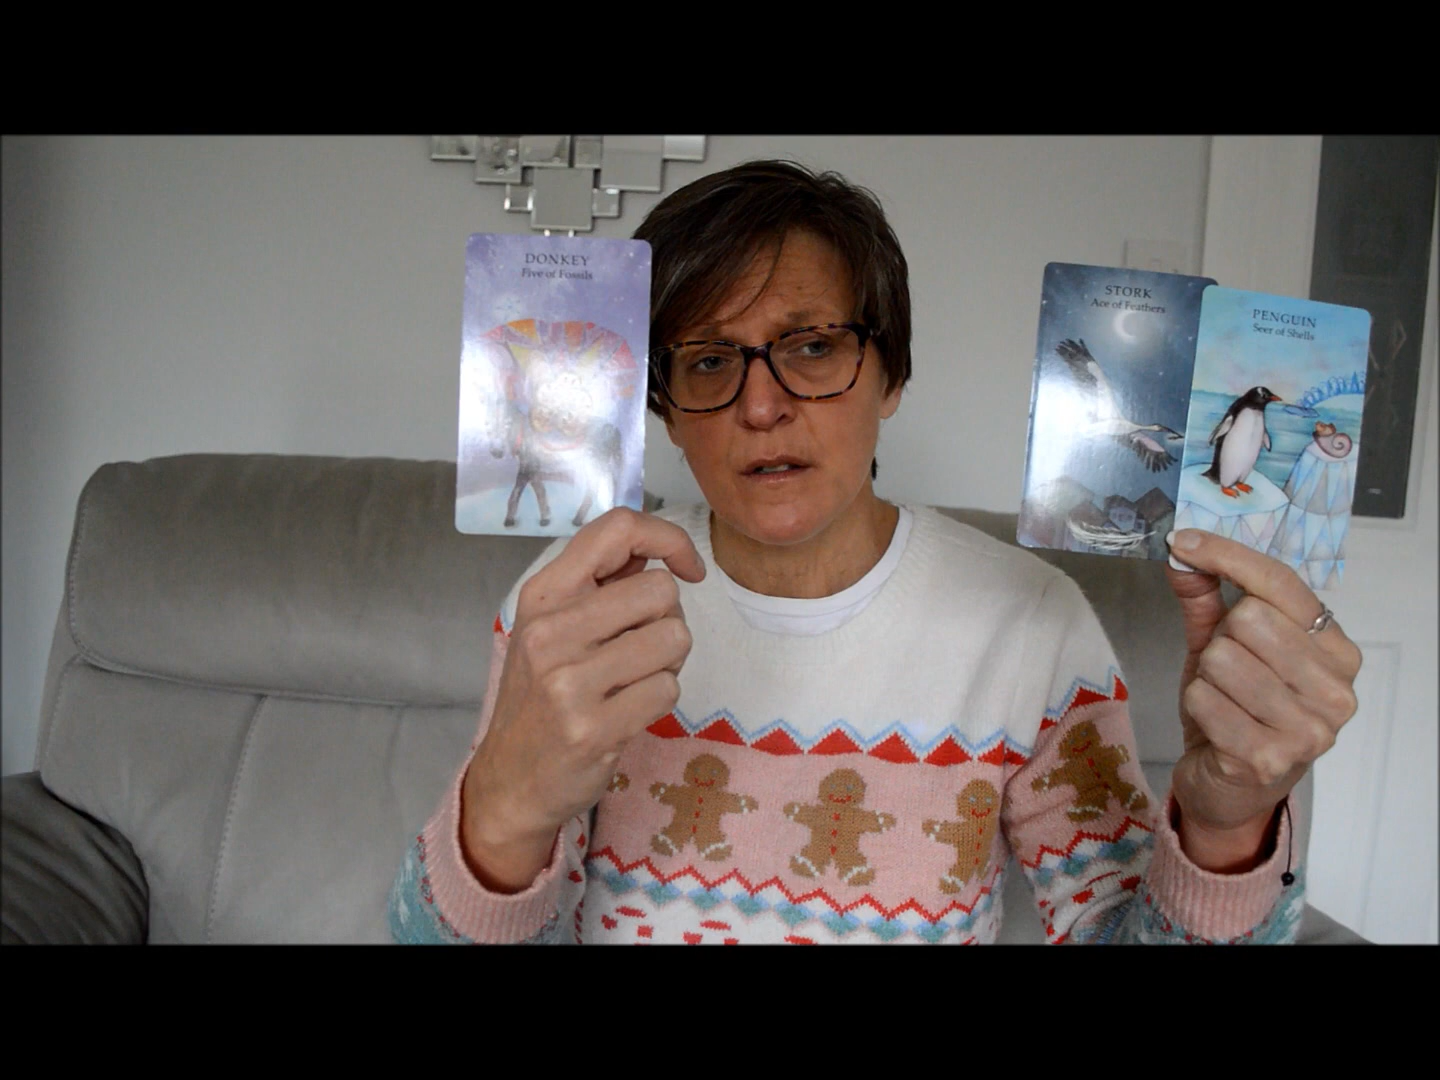 DONKEY
Five of Fossils
STORK
Ace of Feathers
PENGUIN
Seer of Shells